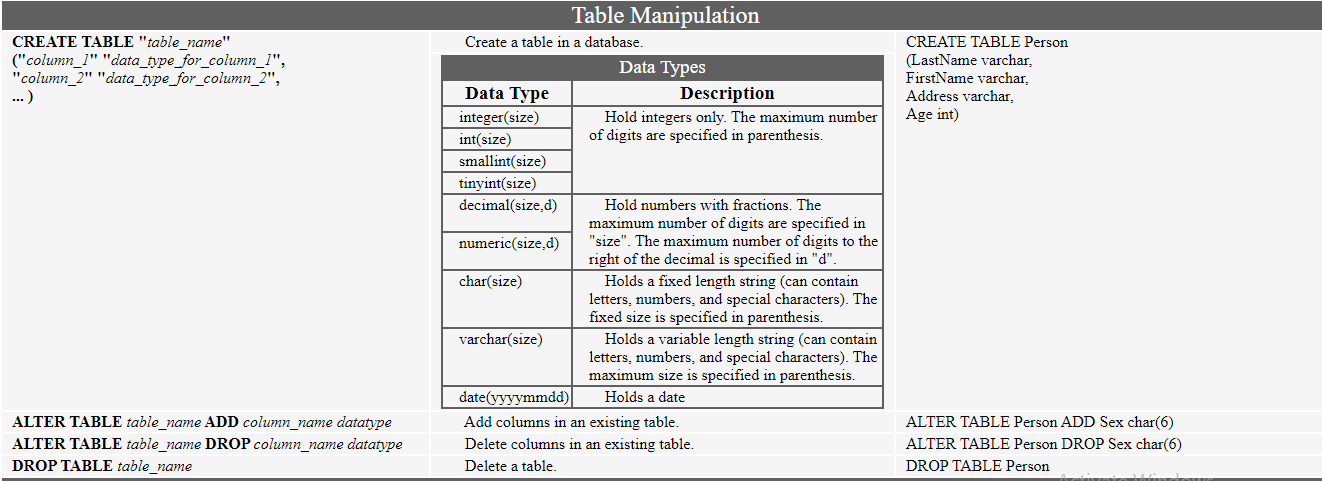 Table Manipulation
CREATE TABLE "table_name"
("column_1" "data_type_for_column_1",
"column_2" "data_type_for_column_2",
... )
Create a table in a database.
Data Types
Data Type Description
integer(size)
int(size)
smallint(size)
tinyint(size)
Hold integers only. The maximum number
of digits are specified in parenthesis.
decimal(size,d)
numeric(size,d)
Hold numbers with fractions. The
maximum number of digits are specified in
"size". The maximum number of digits to the
right of the decimal is specified in "d".
char(size)
Holds a fixed length string (can contain
letters, numbers, and special characters). The
fixed size is specified in parenthesis.
varchar(size)
Holds a variable length string (can contain
letters, numbers, and special characters). The
maximum size is specified in parenthesis.
date(yyyymmdd) Holds a date
CREATE TABLE Person
(LastName varchar,
FirstName varchar,
Address varchar,
Age int)
ALTER TABLE table_name ADD column_name datatype Add columns in an existing table. ALTER TABLE Person ADD Sex char(6)
ALTER TABLE table_name DROP column_name datatype Delete columns in an existing table. ALTER TABLE Person DROP Sex char(6)
DROP TABLE table_name Delete a table. DROP TABLE Person
Activate Windows